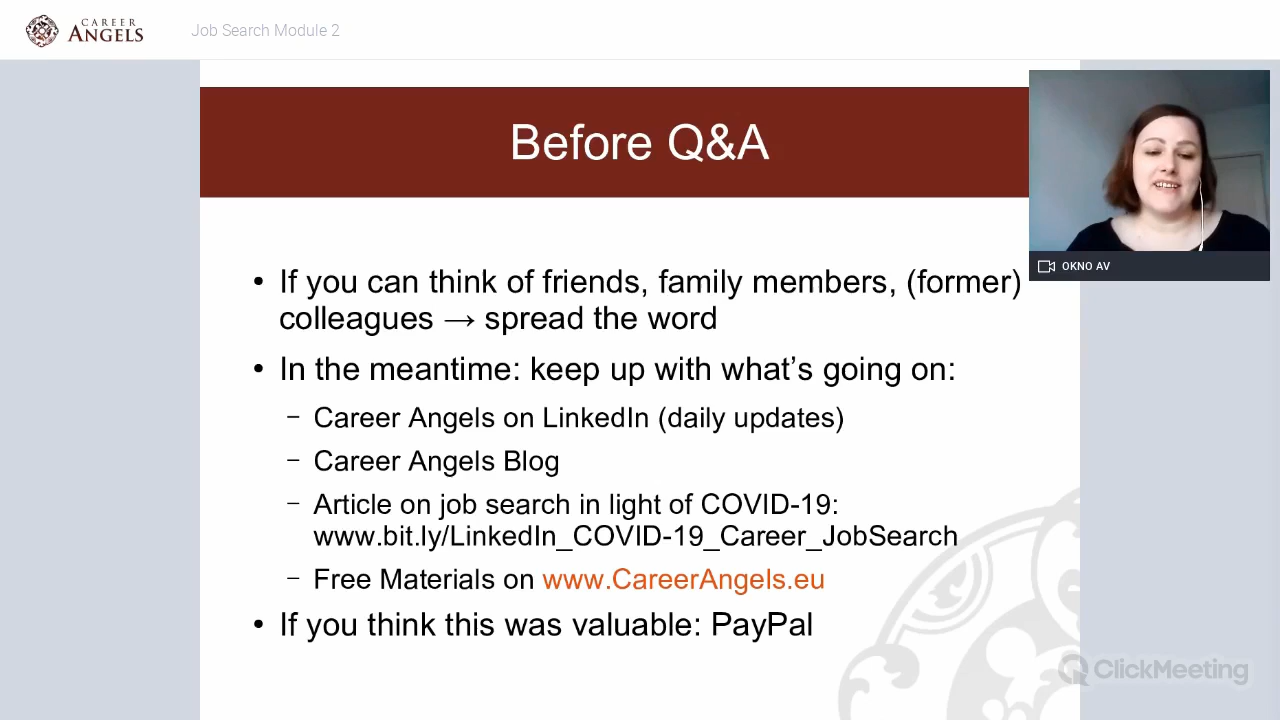 CAREER
ANGELS
Job Search Module 2
Before Q&A
OKNO AV
• If you can think of friends, family members, (former)
colleagues → spread the word
• In the meantime: keep up with what’s going on:
– Career Angels on LinkedIn (daily updates)
– Career Angels Blog
– Article on job search in light of COVID-19:
www.bit.ly/LinkedIn_COVID-19_Career_JobSearch
– Free Materials on www.CareerAngels.eu
• If you think this was valuable: PayPal
ClickMeeting